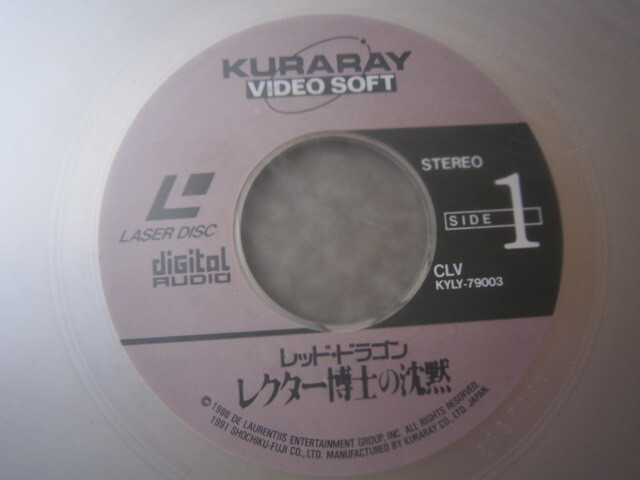 KURARAY
VIDEO SOFT
STEREO
SIDE 1
LASER DISC
digital
AUDIO
CLV
KYLY-79003
レッド・ドラゴン
レクター博士の沈黙
© 1986 DE LAURENTIIS ENTERTAINMENT GROUP, INC. ALL RIGHTS RESERVED.
1991 SHOCHIKU-FUJI CO., LTD. MANUFACTURED BY KURARAY CO., LTD. JAPAN